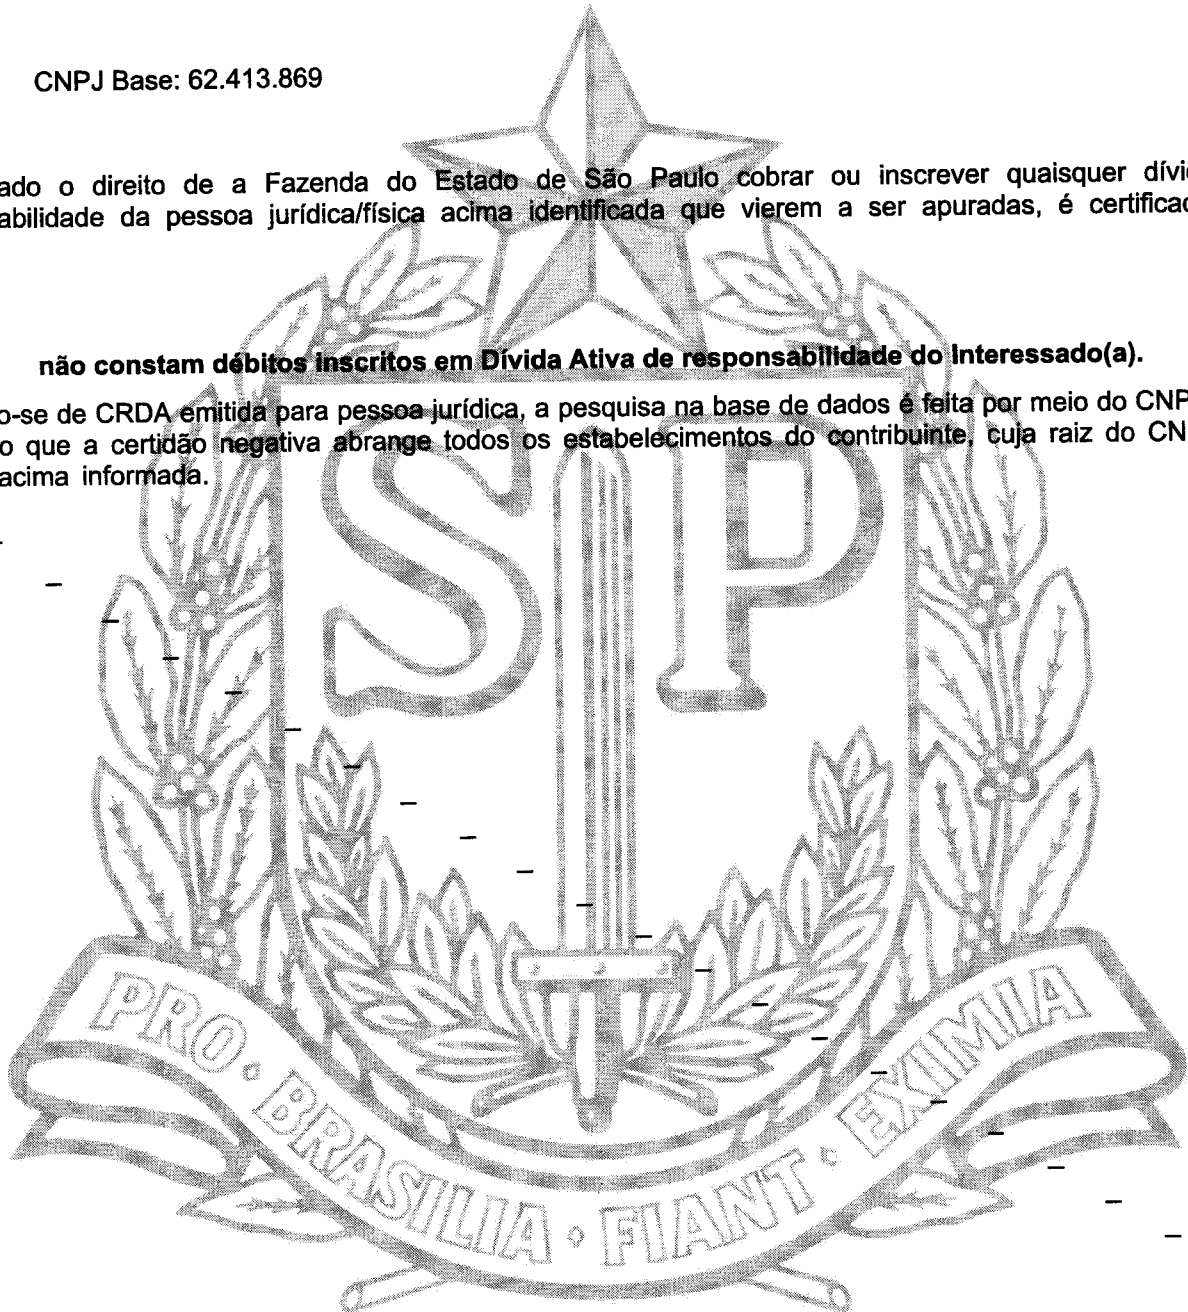 CNPJ Base: 62.413.869
ado o direito de a Fazenda do Estado de São Paulo cobrar ou inscrever quaisquer dívi
abilidade da pessoa jurídica/física acima identificada que vierem a ser apuradas, é certificad
não constam débitos inscritos em Dívida Ativa de responsabilidade do Interessado(a).
o-se de CRDA emitida para pessoa jurídica, a pesquisa na base de dados é feita por meio do CNP
o que a certidão negativa abrange todos os estabelecimentos do contribuinte, cuja raiz do CN
acima informada.
SP
PRO · BRASILIA · FIANT · EXIMIA